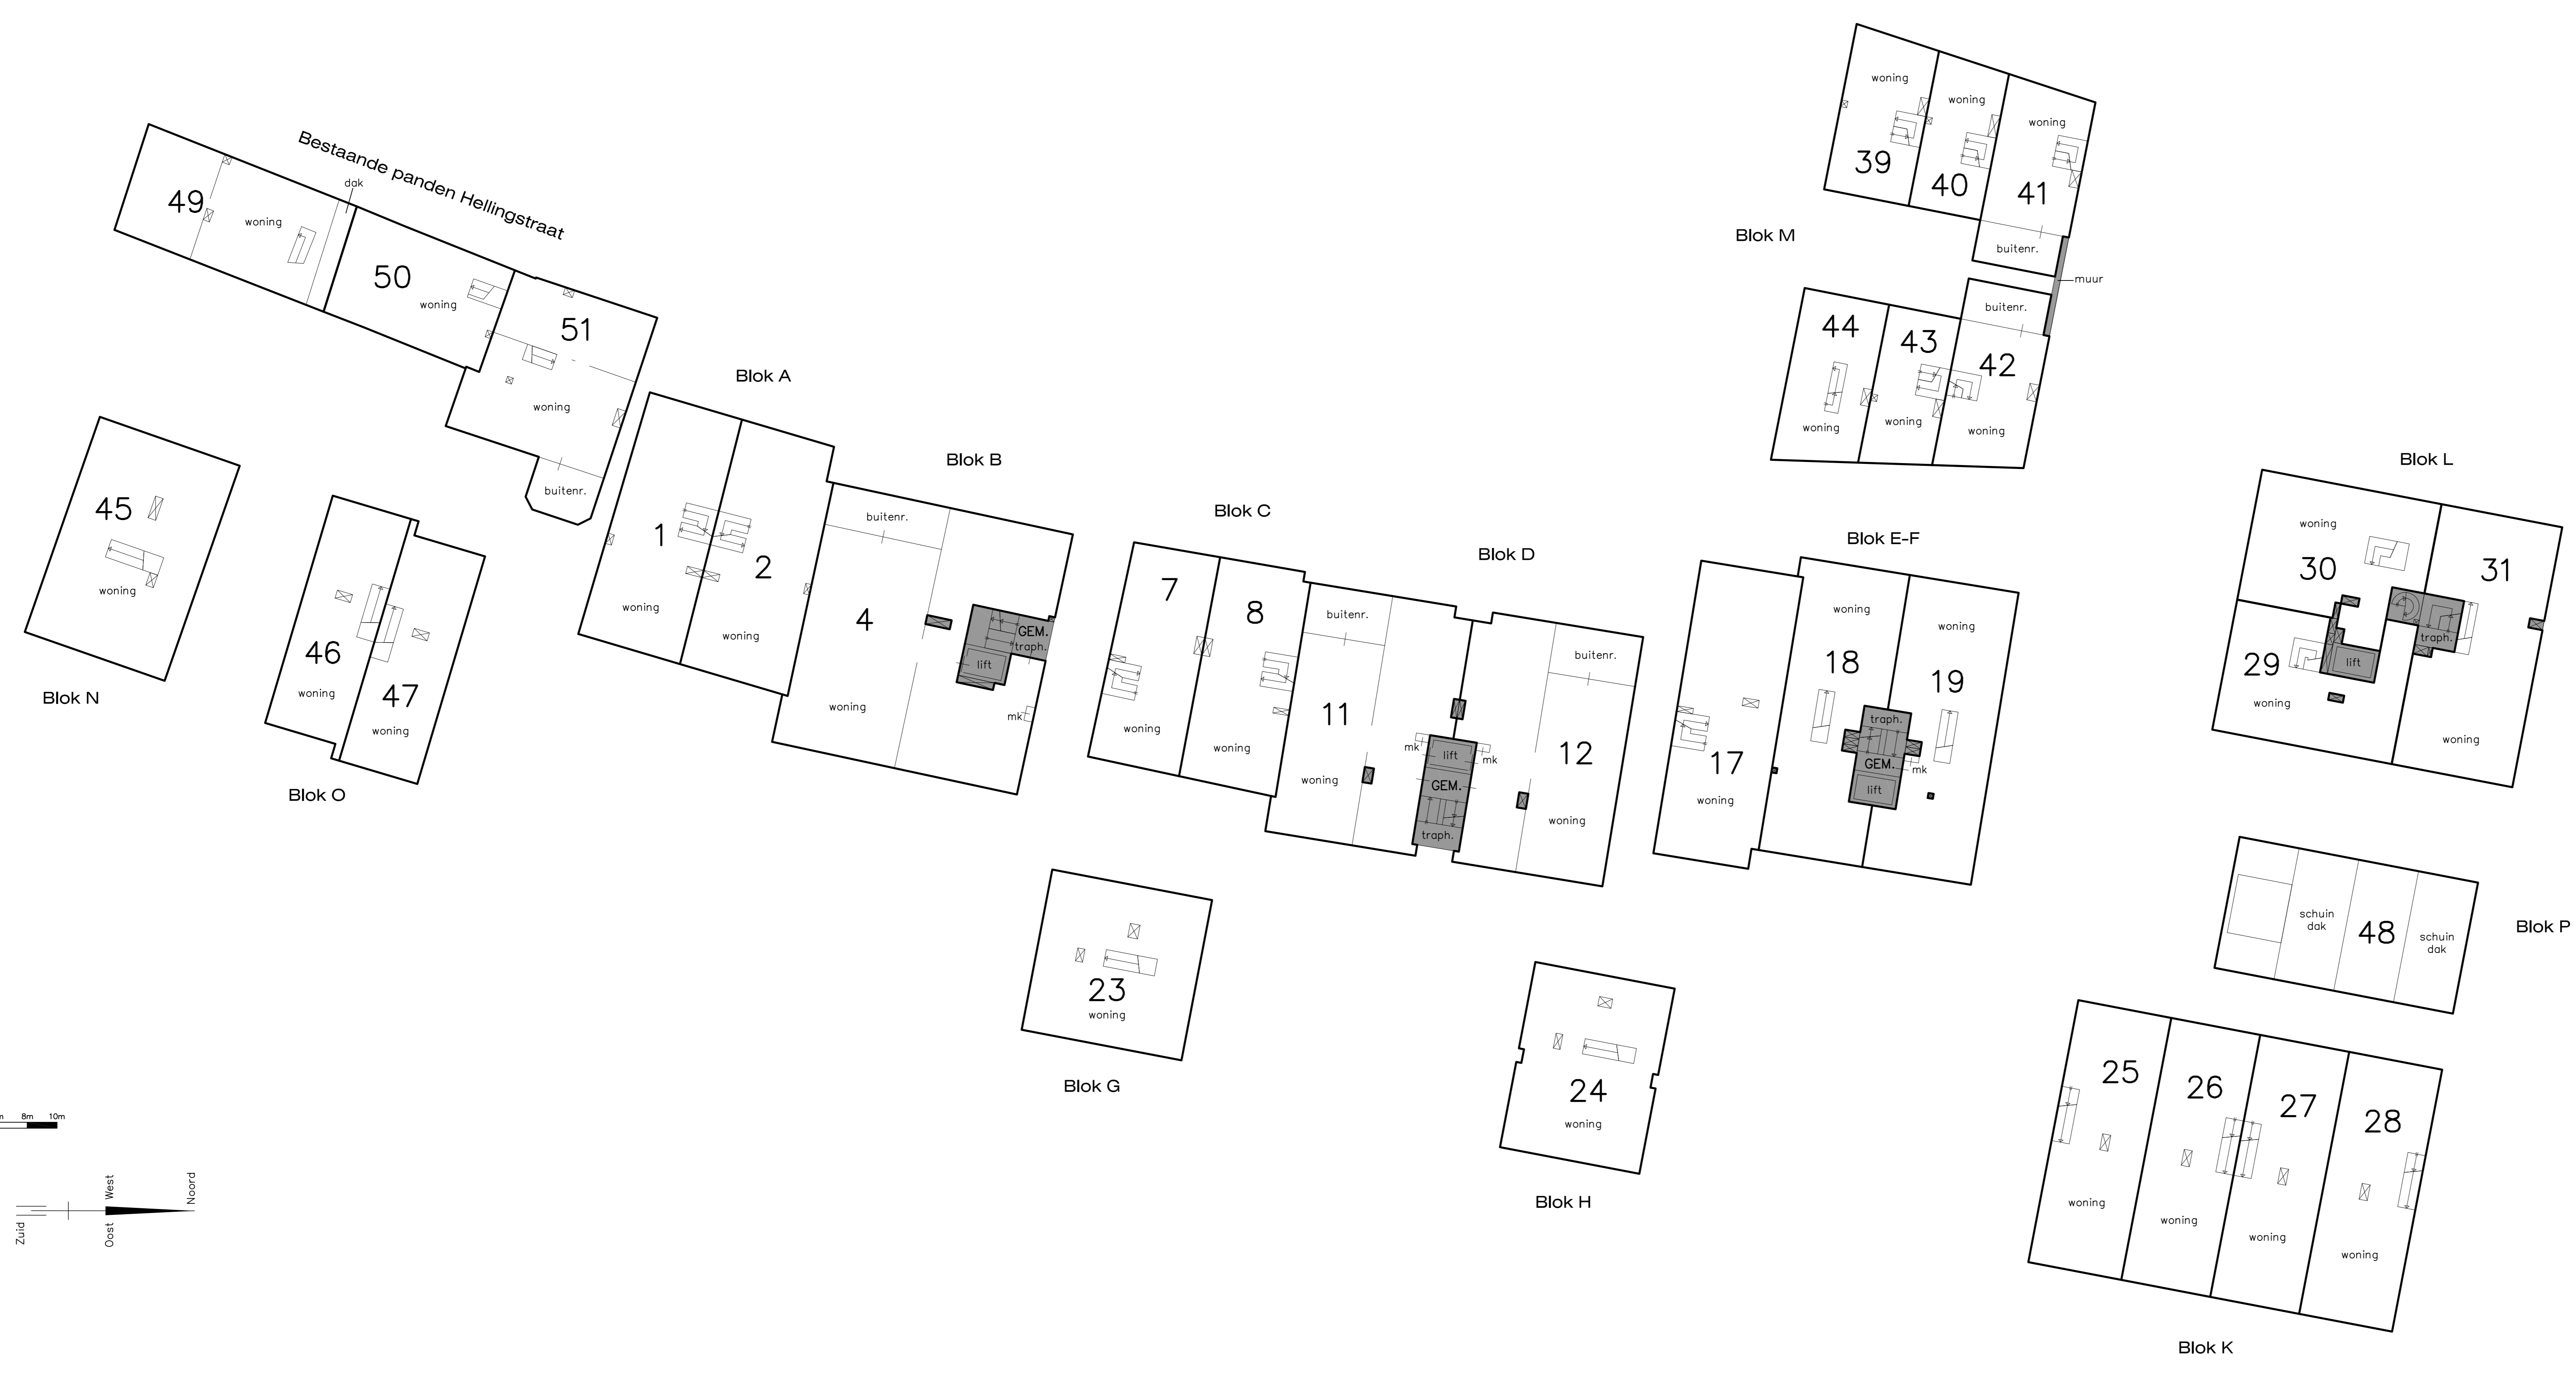 Bestaande panden Hellingstraat
dak
49
woning
50
woning
51
woning
buitenr.
Blok A
1
woning
2
woning
Blok B
buitenr.
4
woning
GEM.
traph.
lift
mk
Blok C
7
woning
8
woning
Blok D
buitenr.
11
woning
mk
lift
mk
GEM.
traph.
buitenr.
12
woning
Blok E-F
17
woning
woning
18
woning
19
traph.
GEM.
mk
lift
Blok M
woning
39
woning
40
woning
41
buitenr.
muur
buitenr.
44
woning
43
woning
42
woning
Blok L
woning
30
31
woning
traph.
lift
29
woning
Blok P
schuin
dak
48
schuin
dak
Blok N
45
woning
Blok O
46
woning
47
woning
Blok G
23
woning
Blok H
24
woning
Blok K
25
woning
26
woning
27
woning
28
woning
m 8m 10m
Zuid
West
Oost
Noord